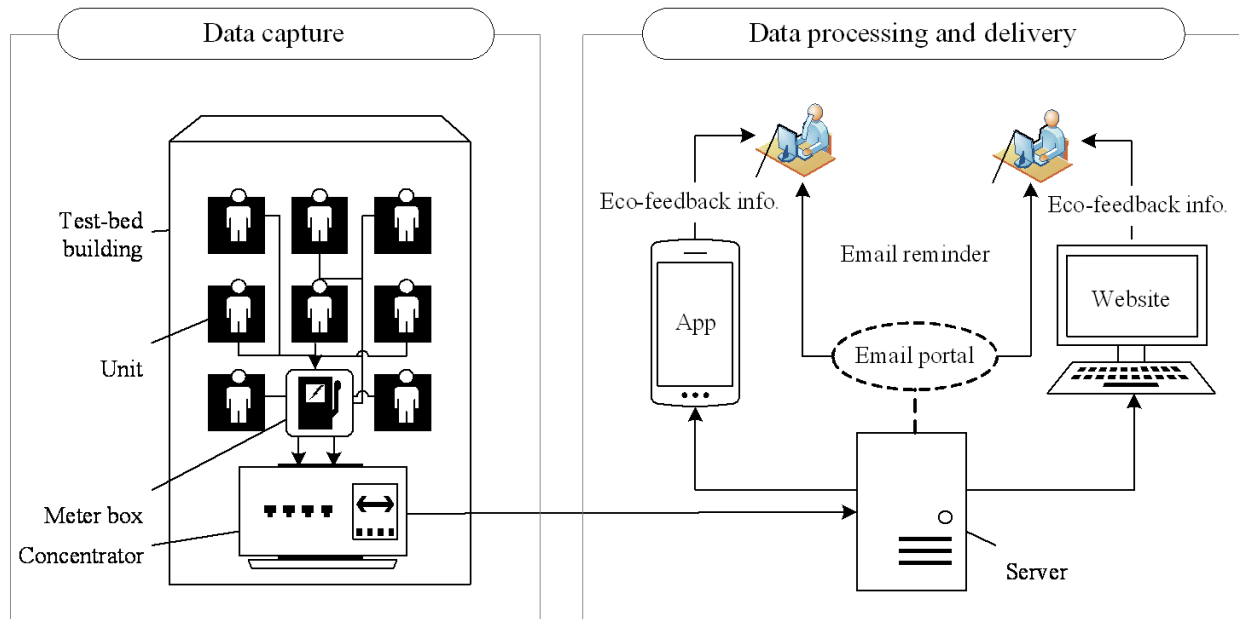 Data capture
Data processing and delivery
Test-bed
building
Unit
Meter box
Concentrator
Eco-feedback info.
Eco-feedback info.
Email reminder
App
Website
Email portal
Server